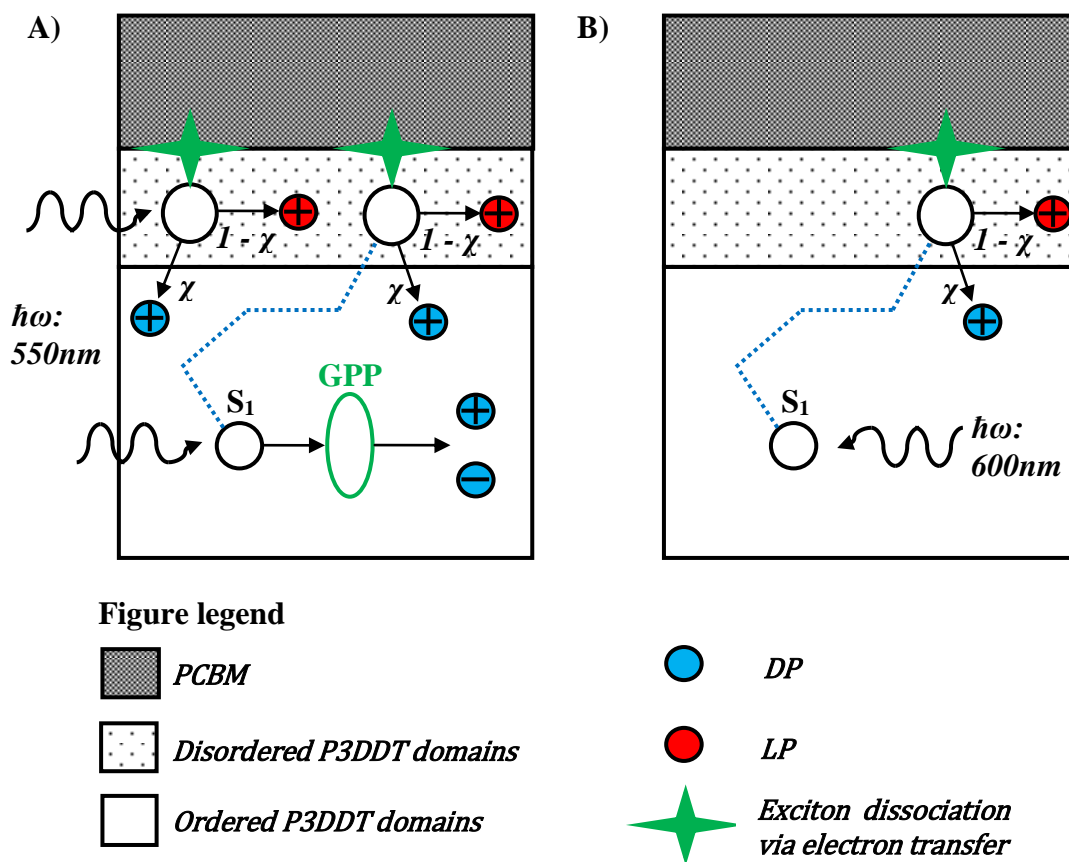 A)
B)
1 - χ
1 - χ
1 - χ
χ
χ
χ
ħω:
550nm
GPP
S₁
S₁
ħω:
600nm
Figure legend
PCBM
DP
Disordered P3DDT domains
LP
Ordered P3DDT domains
Exciton dissociation
via electron transfer